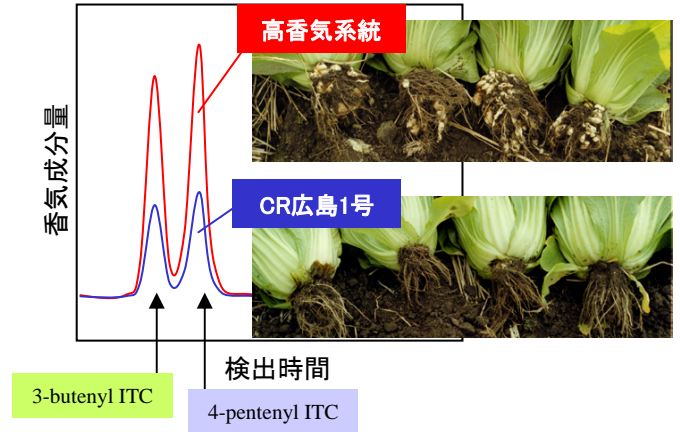 高香気系統
香気成分量
CR広島1号
検出時間
3-butenyl ITC
4-pentenyl ITC